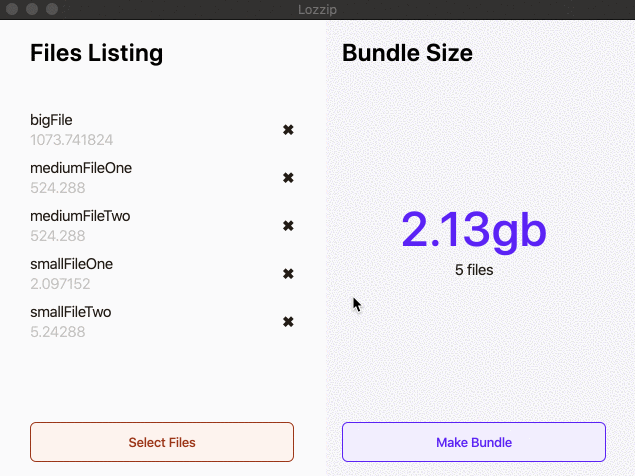 Lozzip
Files Listing
bigFile
1073.741824
✖
mediumFileOne
524.288
✖
mediumFileTwo
524.288
✖
smallFileOne
2.097152
✖
smallFileTwo
5.24288
✖
Select Files
Bundle Size
2.13gb
5 files
Make Bundle